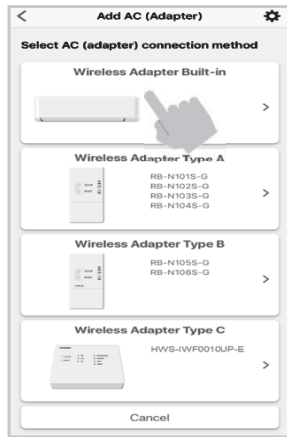 Add AC (Adapter)
Select AC (adapter) connection method
Wireless Adapter Built-in
Wireless Adapter Type A
RB-N101S-G
RB-N102S-G
RB-N103S-G
RB-N104S-G
Wireless Adapter Type B
RB-N105S-G
RB-N106S-G
Wireless Adapter Type C
HWS-IWF0010UP-E
Cancel